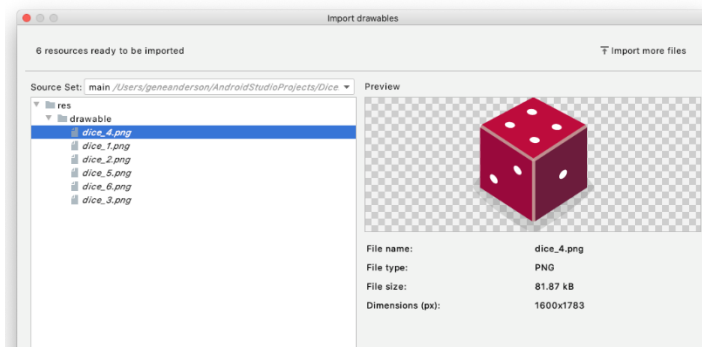 Import drawables
6 resources ready to be imported
Import more files
Source Set: main /Users/geneanderson/AndroidStudioProjects/Dice
Preview
res
drawable
dice_4.png
dice_1.png
dice_2.png
dice_5.png
dice_6.png
dice_3.png
File name: dice_4.png
File type: PNG
File size: 81.87 kB
Dimensions (px): 1600x1783